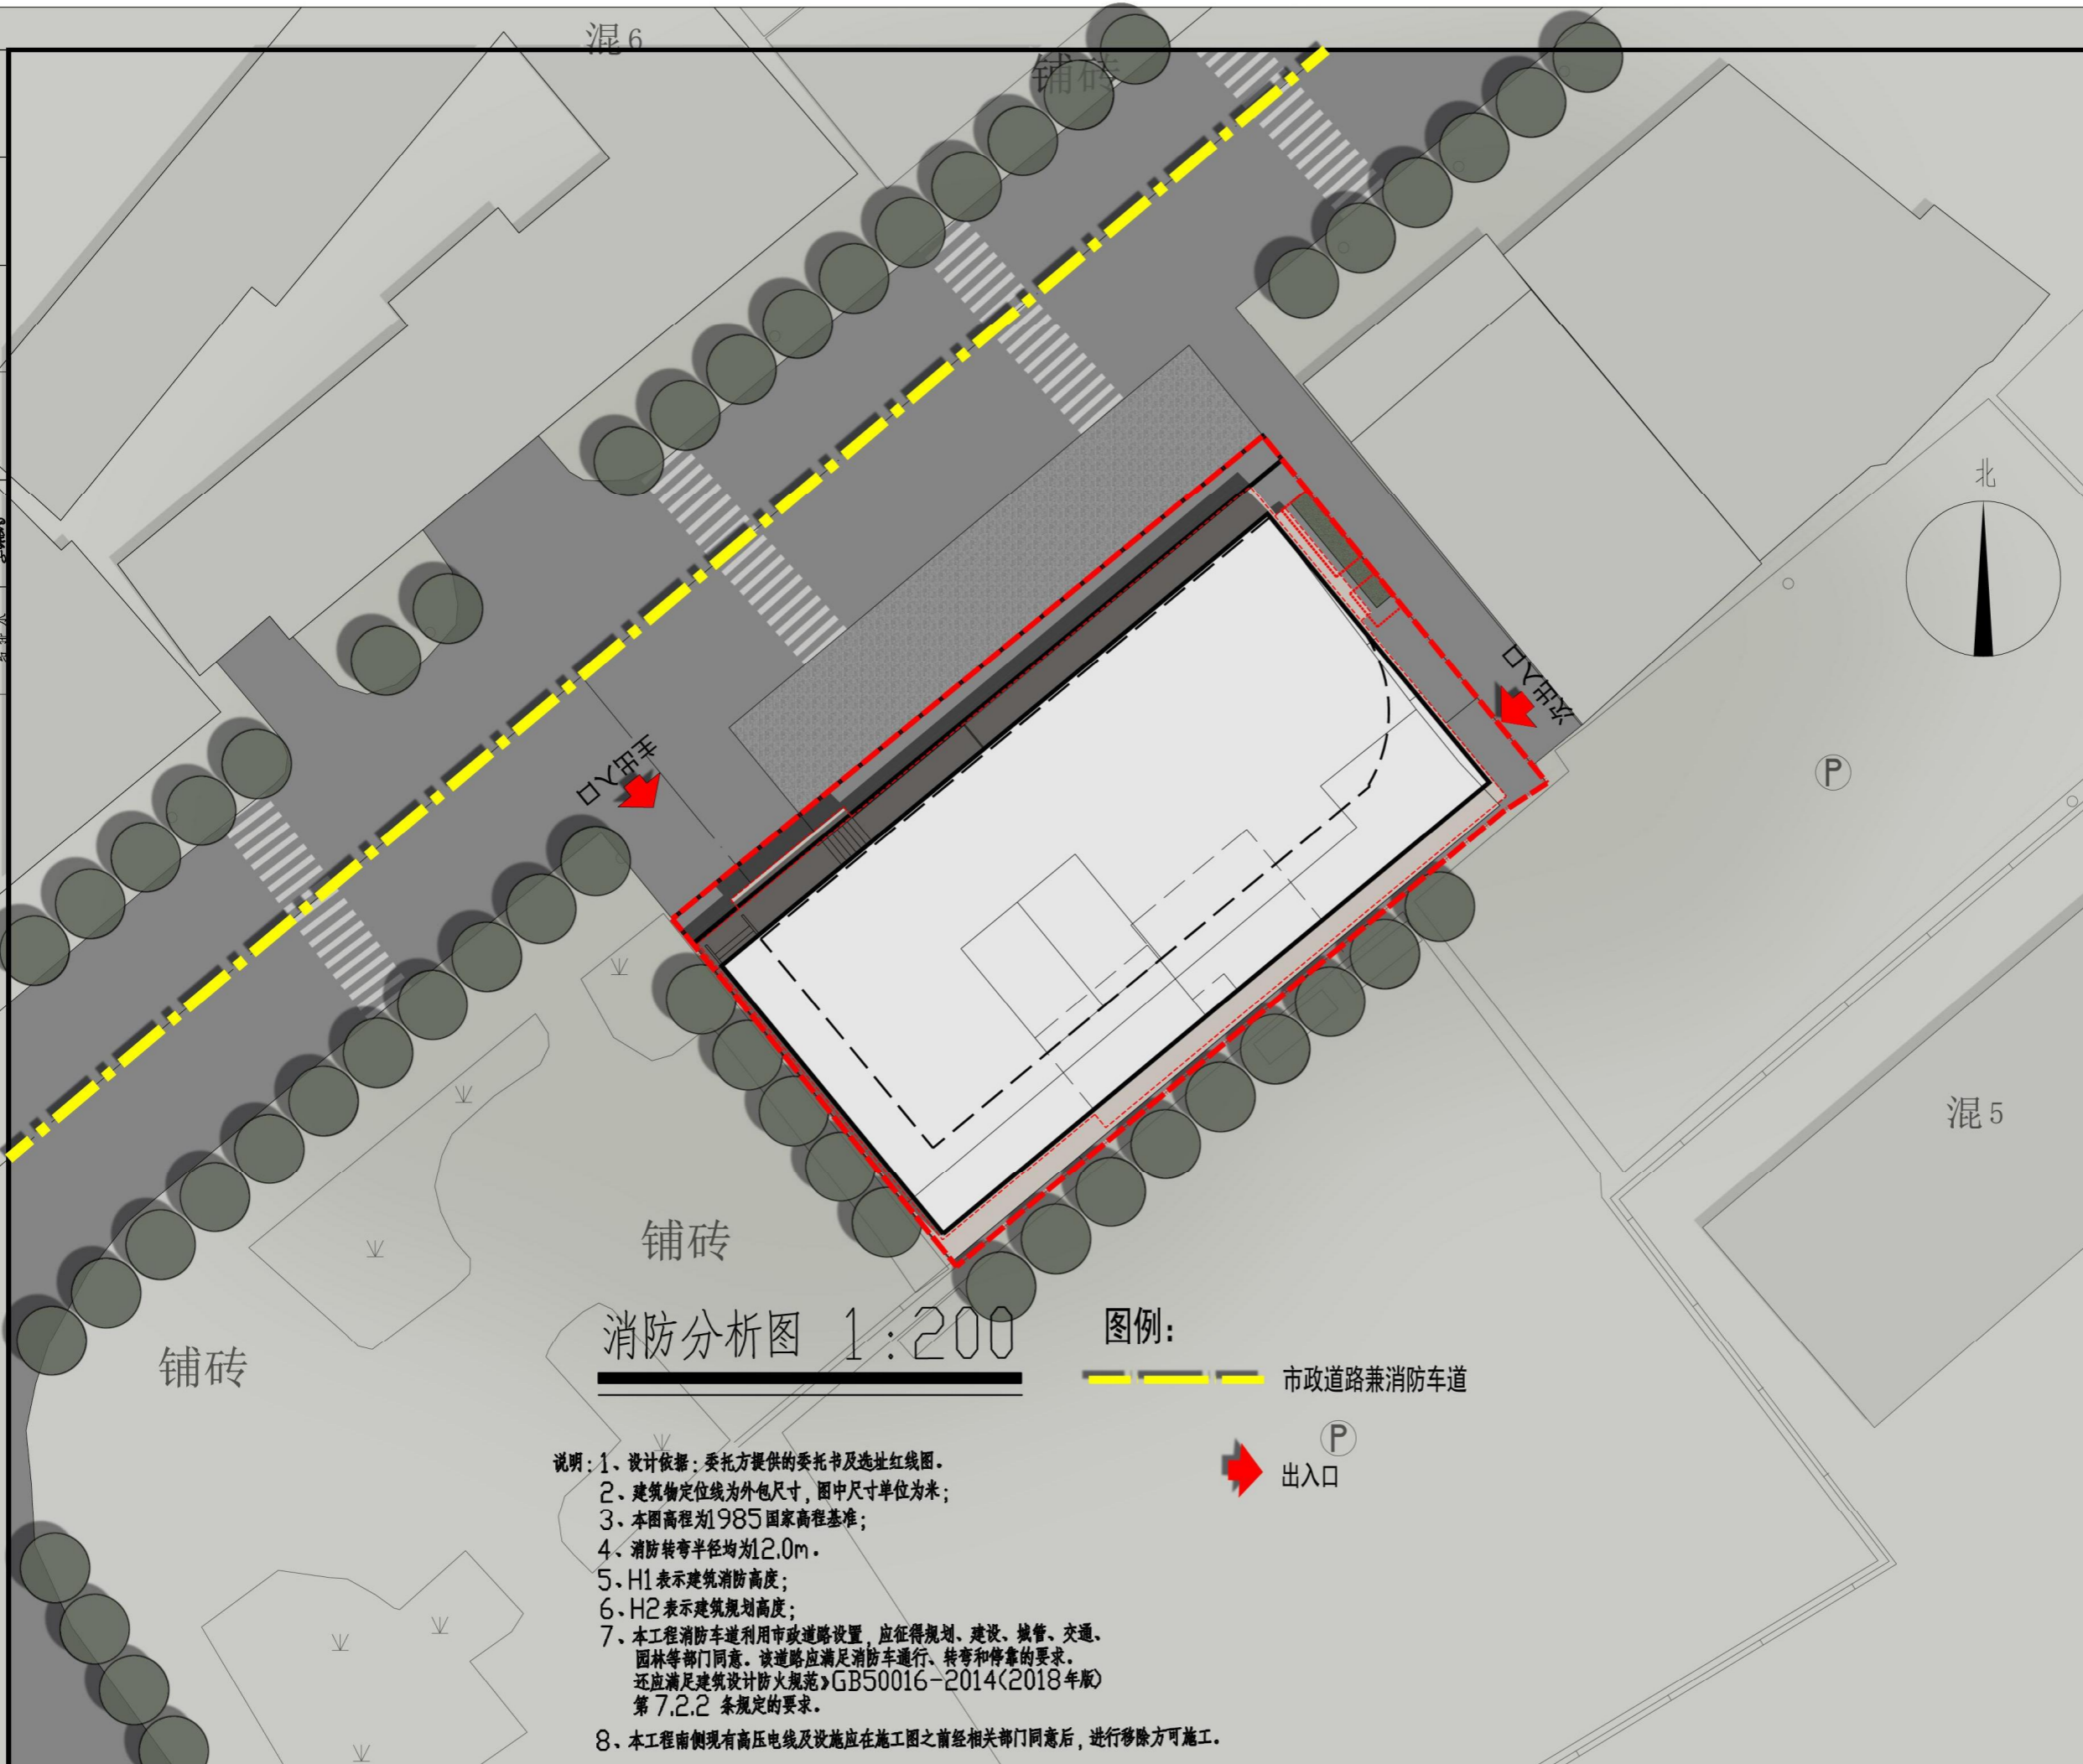 混6
铺砖
北
次出入口
主出入口
P
混5
铺砖
铺砖
消防分析图 1:200
图例:
市政道路兼消防车道
P
出入口
说明:1、设计依据:委托方提供的委托书及选址红线图.
2、建筑物定位线为外包尺寸,图中尺寸单位为米;
3、本图高程为1985国家高程基准;
4、消防转弯半径均为12.0m.
5、H1表示建筑消防高度;
6、H2表示建筑规划高度;
7、本工程消防车道利用市政道路设置,应征得规划、建设、城管、交通、
园林等部门同意.该道路应满足消防车通行、转弯和停靠的要求.
还应满足建筑设计防火规范》GB50016-2014(2018年版)
第7.2.2 条规定的要求.
8、本工程南侧现有高压电线及设施应在施工图之前经相关部门同意后,进行移除方可施工.